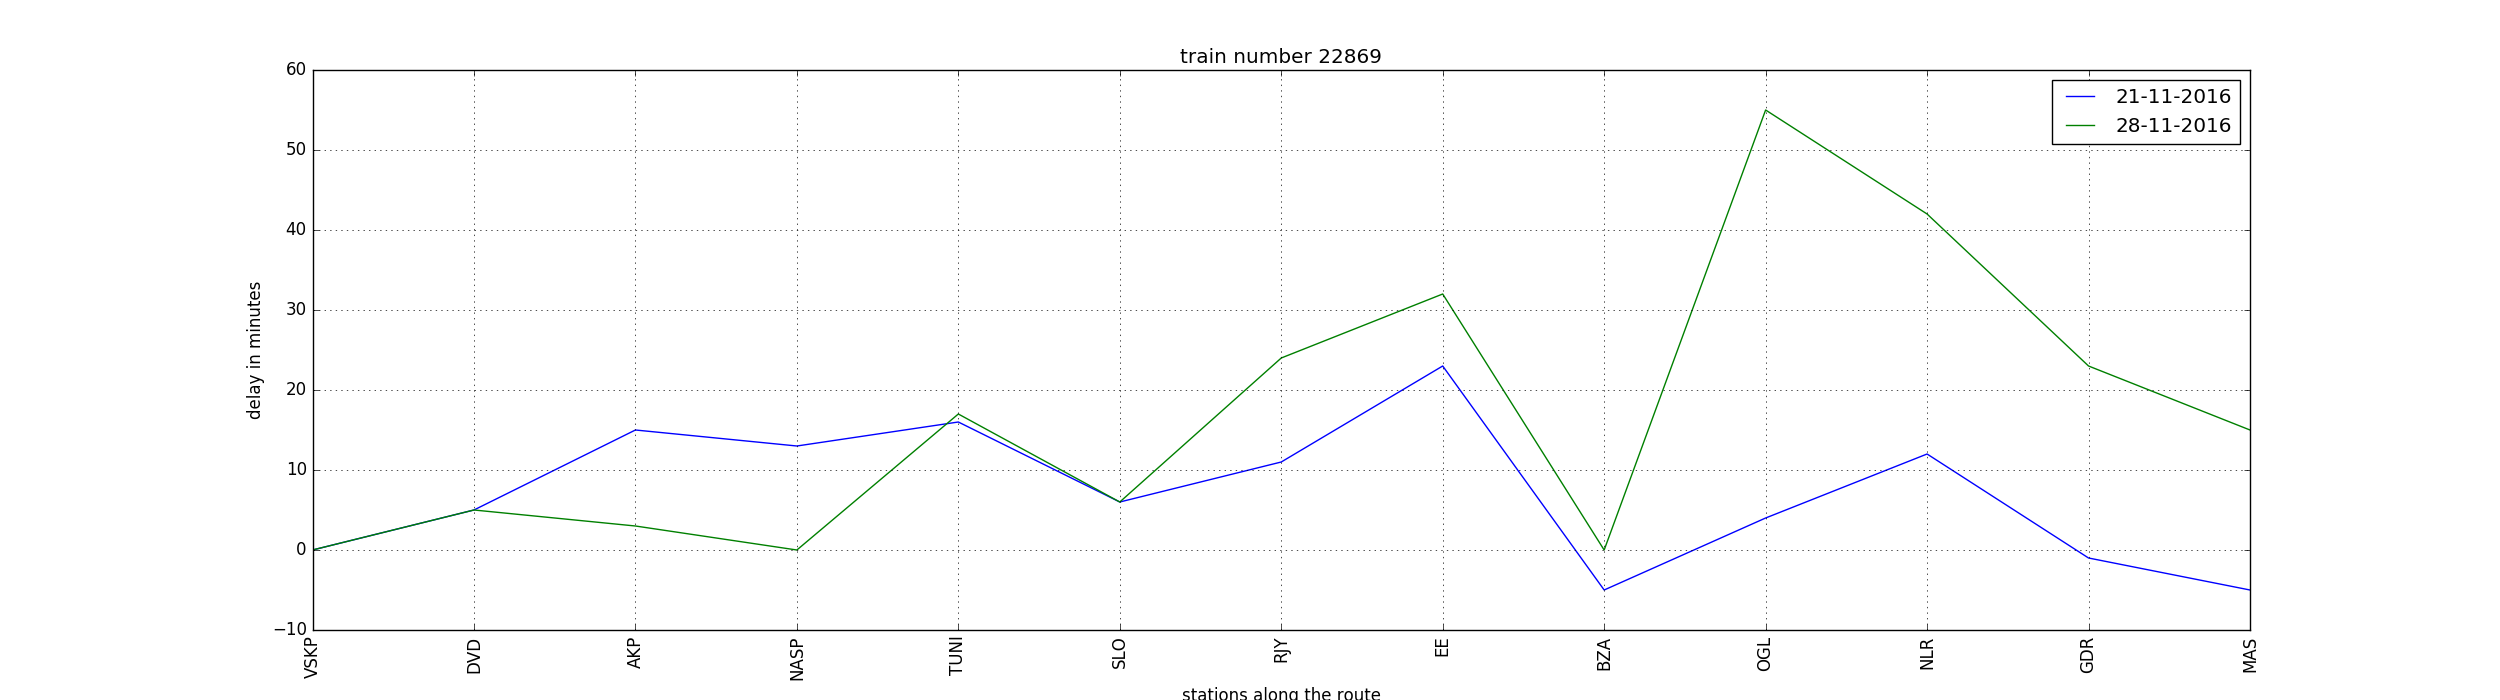 train number 22869
60
50
40
30
20
10
0
−10
delay in minutes
21-11-2016
28-11-2016
VSKP
DVD
AKP
NASP
TUNI
SLO
RJY
EE
BZA
OGL
NLR
GDR
MAS
stations along the route